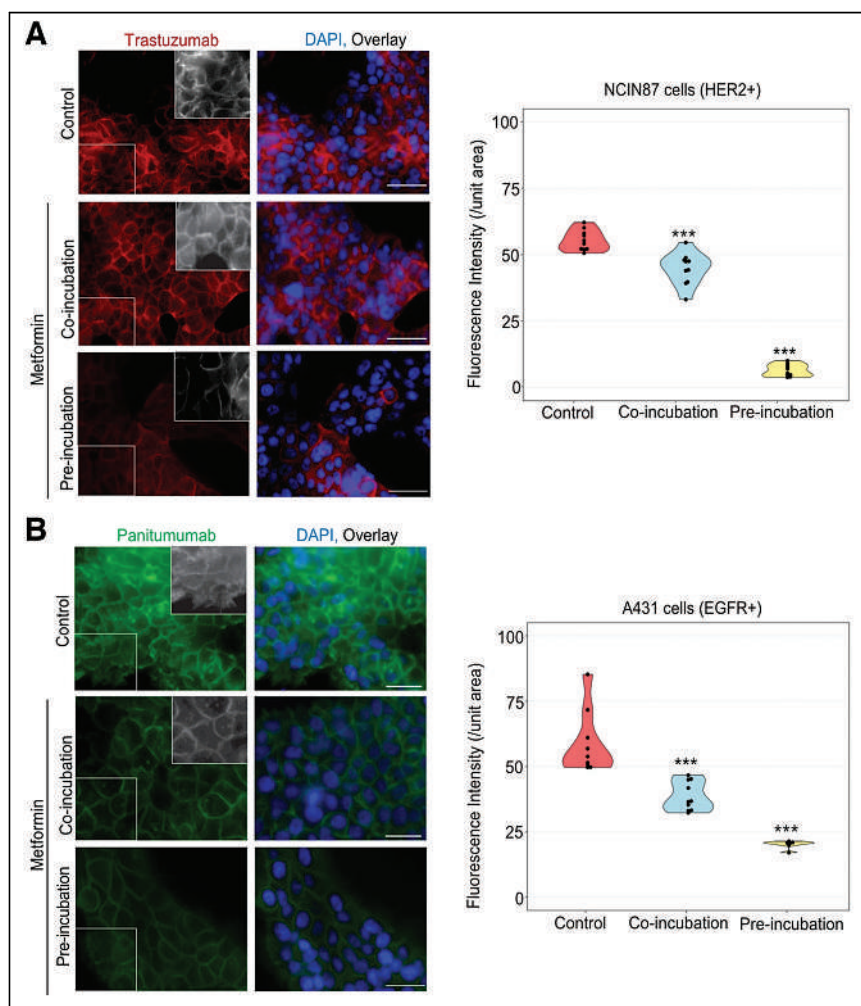 A
Trastuzumab
DAPI, Overlay
Control
Metformin
Co-incubation
Pre-incubation
NCIN87 cells (HER2+)
Fluorescence Intensity (/unit area)
100
75
50
25
0
***
***
Control
Co-incubation
Pre-incubation
B
Panitumumab
DAPI, Overlay
Control
Metformin
Co-incubation
Pre-incubation
A431 cells (EGFR+)
Fluorescence Intensity (/unit area)
100
75
50
25
0
***
***
Control
Co-incubation
Pre-incubation